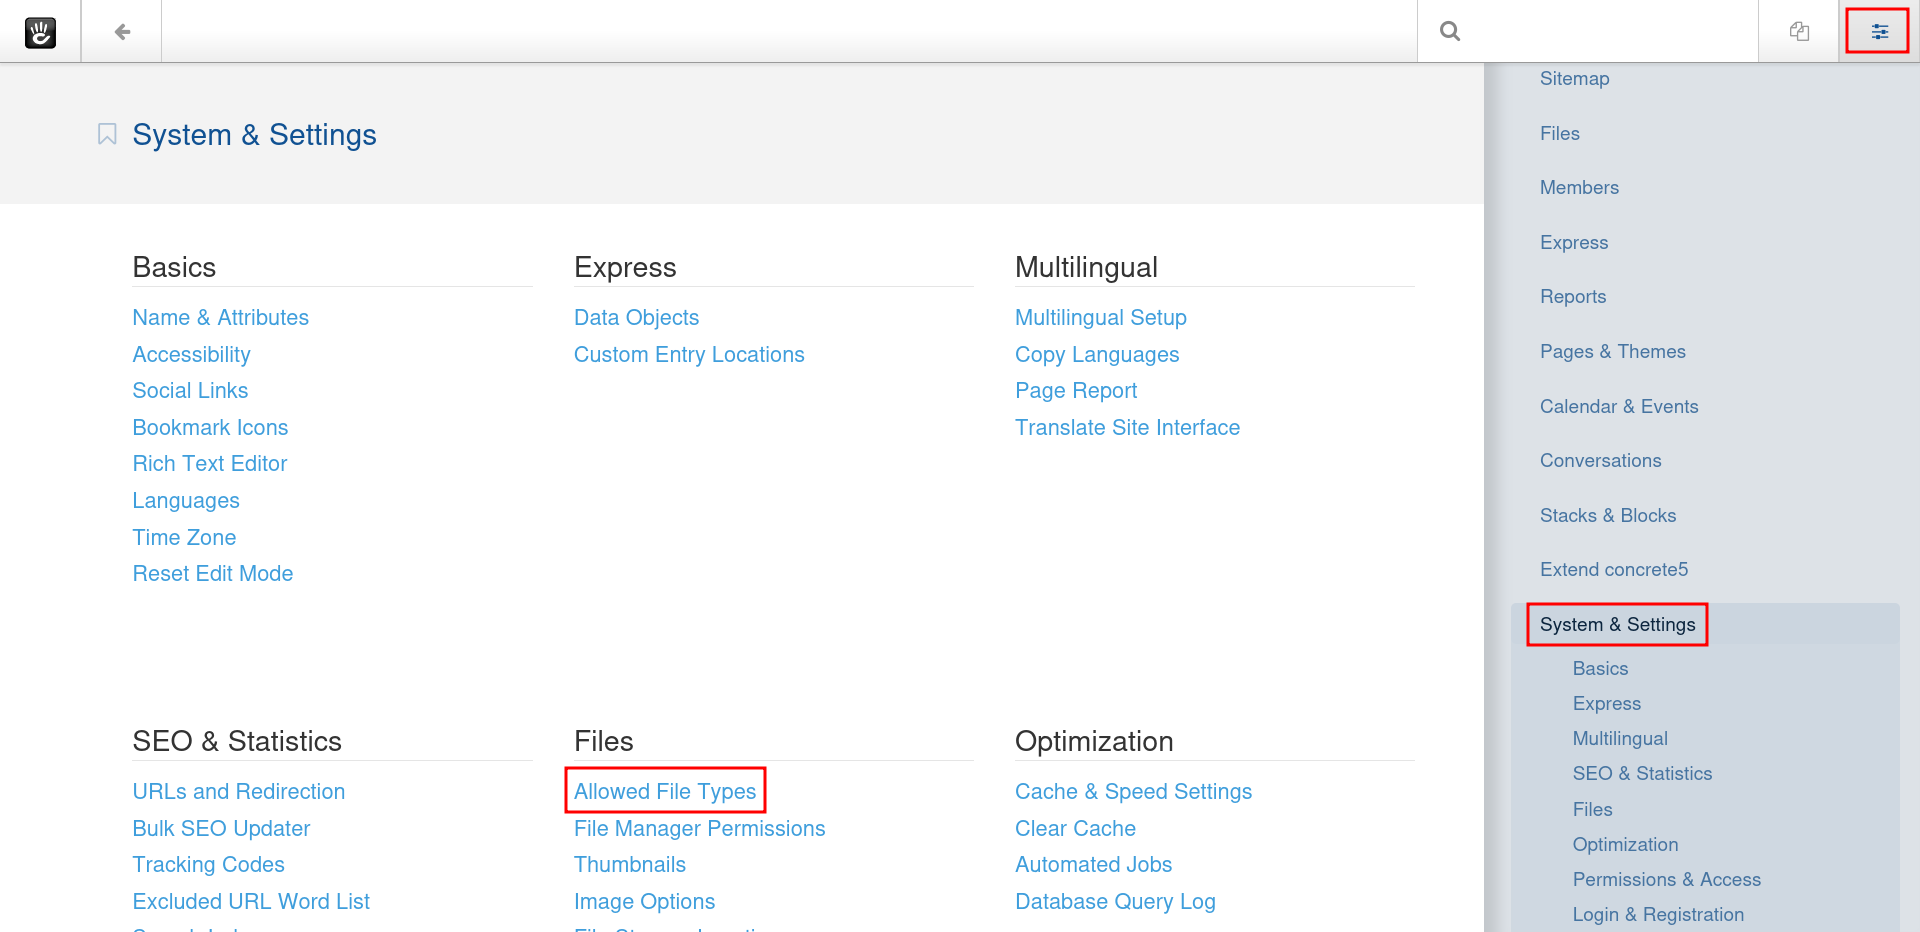 System & Settings
Basics
Name & Attributes
Accessibility
Social Links
Bookmark Icons
Rich Text Editor
Languages
Time Zone
Reset Edit Mode
Express
Data Objects
Custom Entry Locations
Multilingual
Multilingual Setup
Copy Languages
Page Report
Translate Site Interface
SEO & Statistics
URLs and Redirection
Bulk SEO Updater
Tracking Codes
Excluded URL Word List
Files
Allowed File Types
File Manager Permissions
Thumbnails
Image Options
Optimization
Cache & Speed Settings
Clear Cache
Automated Jobs
Database Query Log
Sitemap
Files
Members
Express
Reports
Pages & Themes
Calendar & Events
Conversations
Stacks & Blocks
Extend concrete5
System & Settings
Basics
Express
Multilingual
SEO & Statistics
Files
Optimization
Permissions & Access
Login & Registration